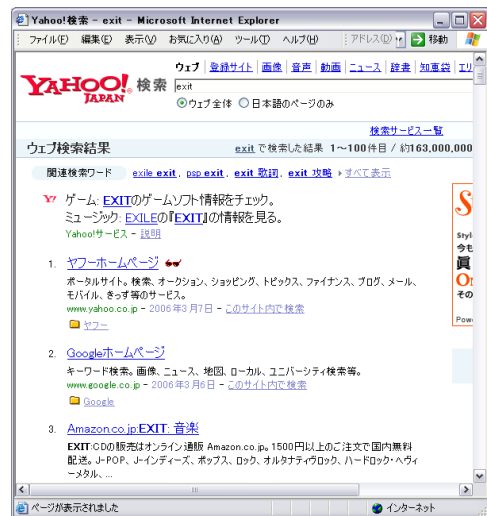 Yahoo!検索 - exit - Microsoft Internet Explorer
ファイル(F) 編集(E) 表示(V) お気に入り(A) ツール(T) ヘルプ(H) アドレス(D) 移動
YAHOO! JAPAN 検索
ウェブ | 登録サイト | 画像 | 音声 | 動画 | ニュース | 辞書 | 知恵袋 | エリ
exit
ウェブ全体 日本語のページのみ
検索サービス一覧
ウェブ検索結果 exit で検索した結果 1～100件目 / 約163,000,000
関連検索ワード exile exit, psp exit, exit 歌詞, exit 攻略 すべて表示
Y! ゲーム: EXITのゲームソフト情報をチェック。
ミュージック: EXILEの『EXIT』の情報を見る。
Yahoo!サービス - 説明
1. ヤフーホームページ
ポータルサイト。検索、オークション、ショッピング、トピックス、ファイナンス、ブログ、メール、
モバイル、きっず等のサービス。
www.yahoo.co.jp - 2006年3月7日 - このサイト内で検索
ヤフー
2. Googleホームページ
キーワード検索。画像、ニュース、地図、ローカル、ユニバーシティ検索等。
www.google.co.jp - 2006年3月6日 - このサイト内で検索
Google
3. Amazon.co.jp:EXIT: 音楽
EXIT:CDの販売はオンライン通販 Amazon.co.jp。1500円以上のご注文で国内無料
配送。J-POP、J-インディーズ、ポップス、ロック、オルタナティヴロック、ハードロック・ヘヴィ
ーメタル、...
S
Styl
今も
眞
O
その
Powe
ページが表示されました インターネット